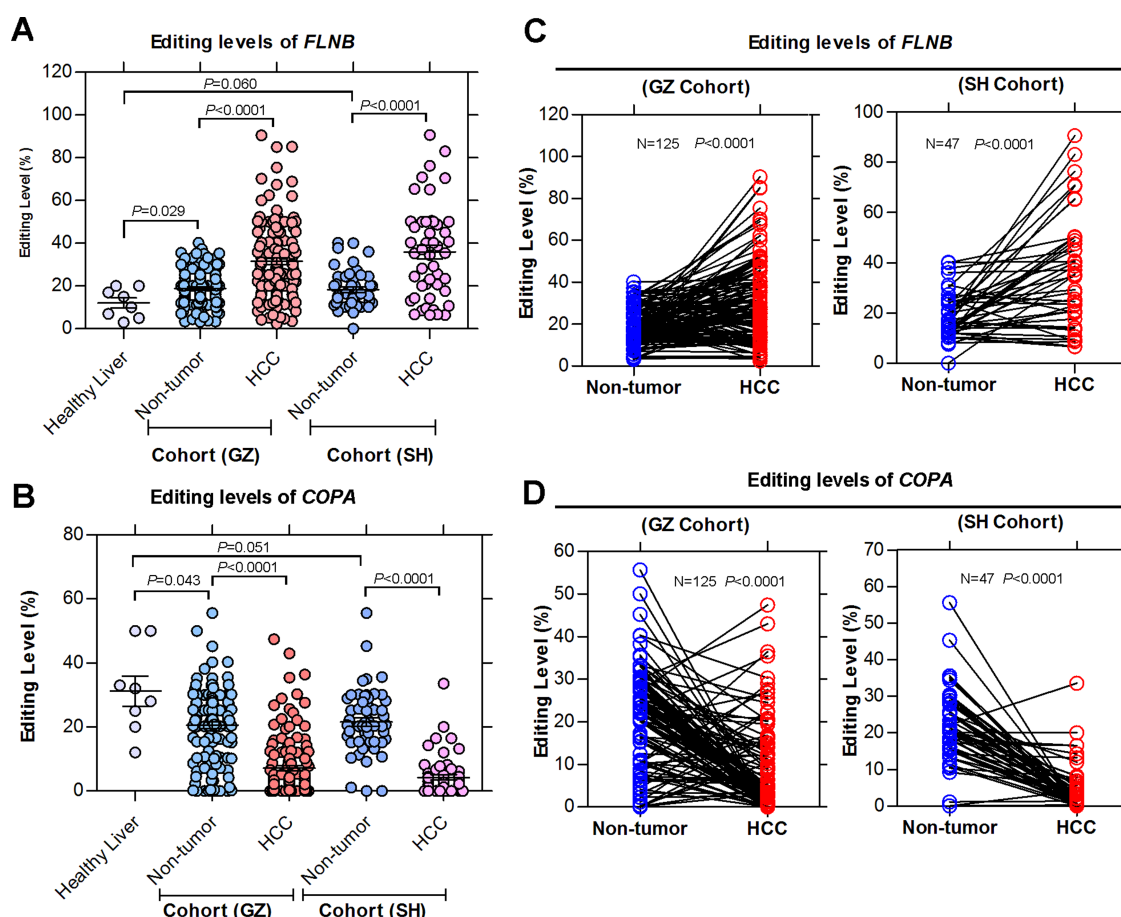 A
Editing levels of FLNB
120
100
80
60
40
20
0
Editing Level (%)
P=0.060
P<0.0001
P<0.0001
P=0.029
Healthy Liver
Non-tumor
HCC
Non-tumor
HCC
Cohort (GZ)
Cohort (SH)
B
Editing levels of COPA
80
60
40
20
0
Editing Level (%)
P=0.051
P=0.043
P<0.0001
P<0.0001
Healthy Liver
Non-tumor
HCC
Non-tumor
HCC
Cohort (GZ)
Cohort (SH)
C
Editing levels of FLNB
(GZ Cohort)
120
100
80
60
40
20
0
Editing Level (%)
N=125 P<0.0001
Non-tumor
HCC
(SH Cohort)
100
80
60
40
20
0
Editing Level (%)
N=47 P<0.0001
Non-tumor
HCC
D
Editing levels of COPA
(GZ Cohort)
60
50
40
30
20
10
0
Editing Level (%)
N=125 P<0.0001
Non-tumor
HCC
(SH Cohort)
70
60
50
40
30
20
10
0
Editing Level (%)
N=47 P<0.0001
Non-tumor
HCC